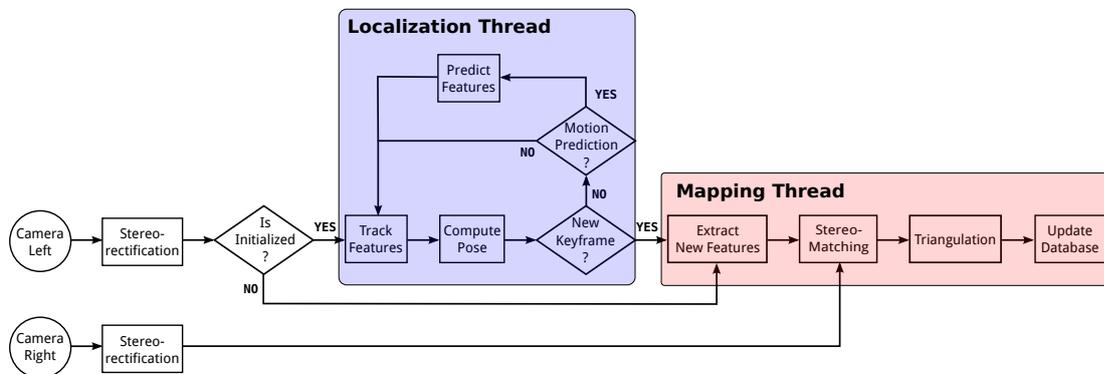 Localization Thread
Predict
Features
YES
Motion
Prediction
?
NO
NO
Mapping Thread
Camera
Left
Stereo-
rectification
Is
Initialized
?
YES
Track
Features
Compute
Pose
New
Keyframe
?
YES
Extract
New Features
Stereo-
Matching
Triangulation
Update
Database
NO
Camera
Right
Stereo-
rectification